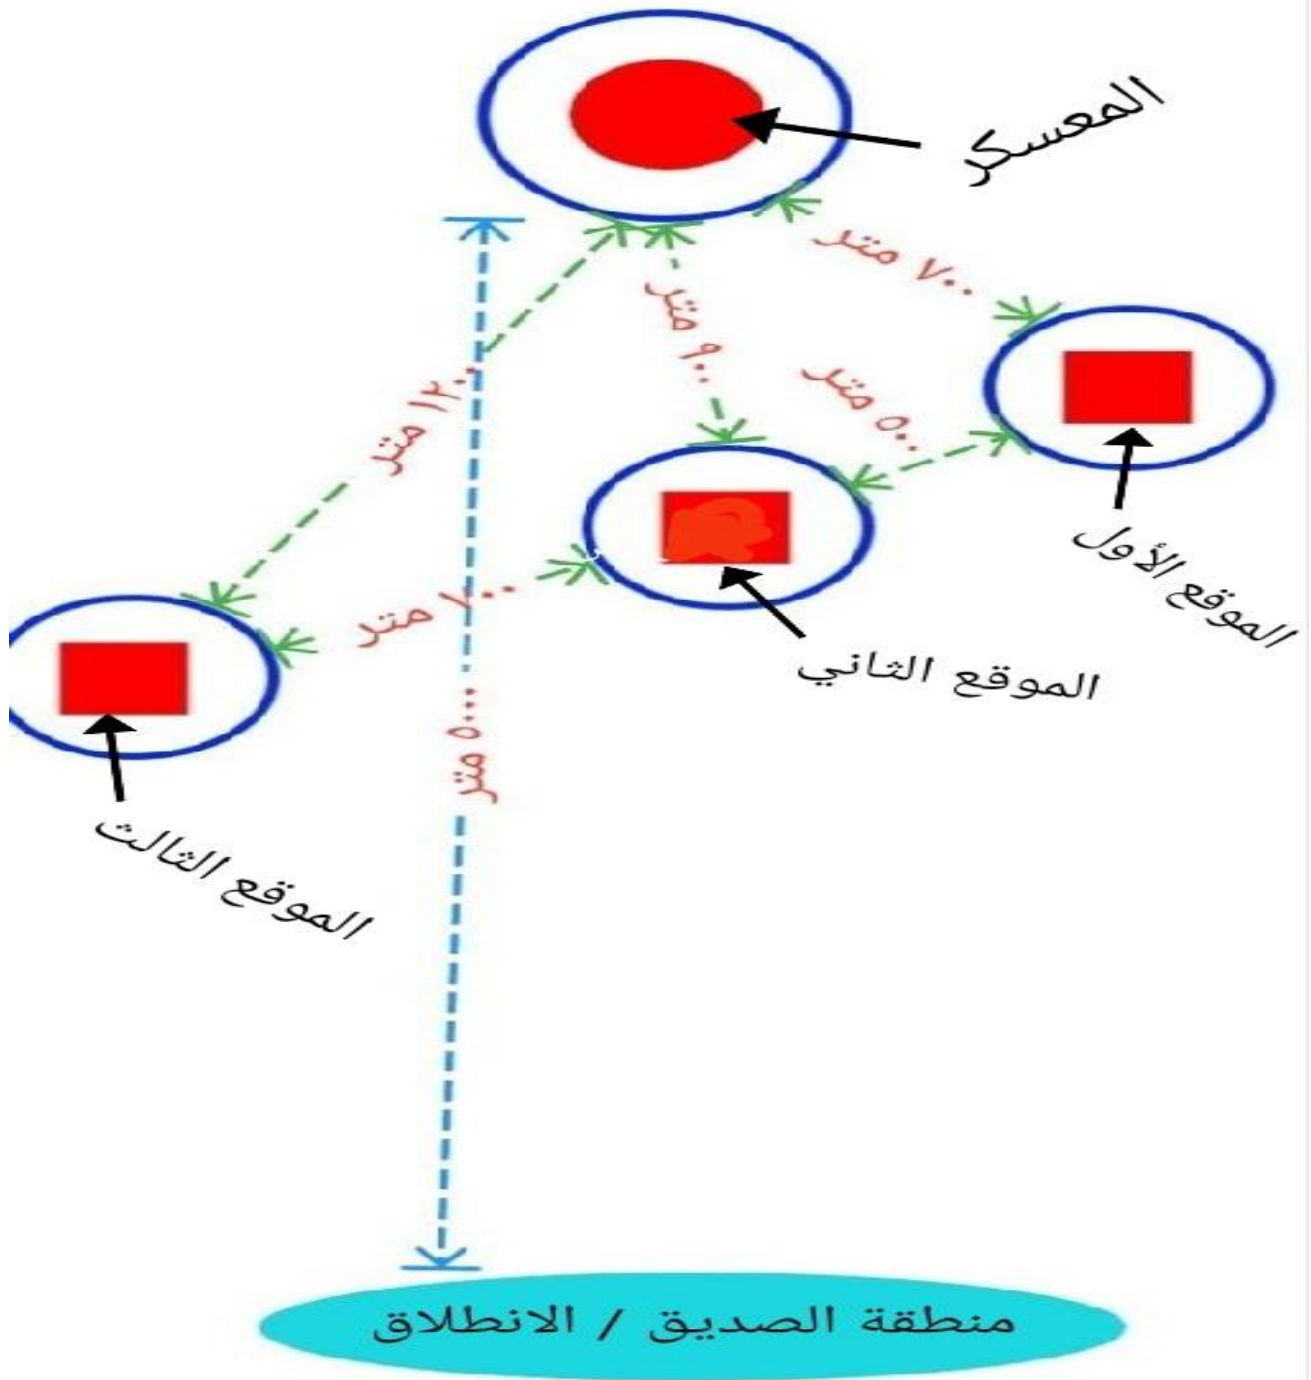 المعسكر
٧٠٠ متر
٩٠٠ متر
٥٠٠ متر
١٢٠٠ متر
الموقع الأول
٧٠٠ متر
الموقع الثاني
٥٠٠٠ متر
الموقع الثالث
منطقة الصديق / الانطلاق